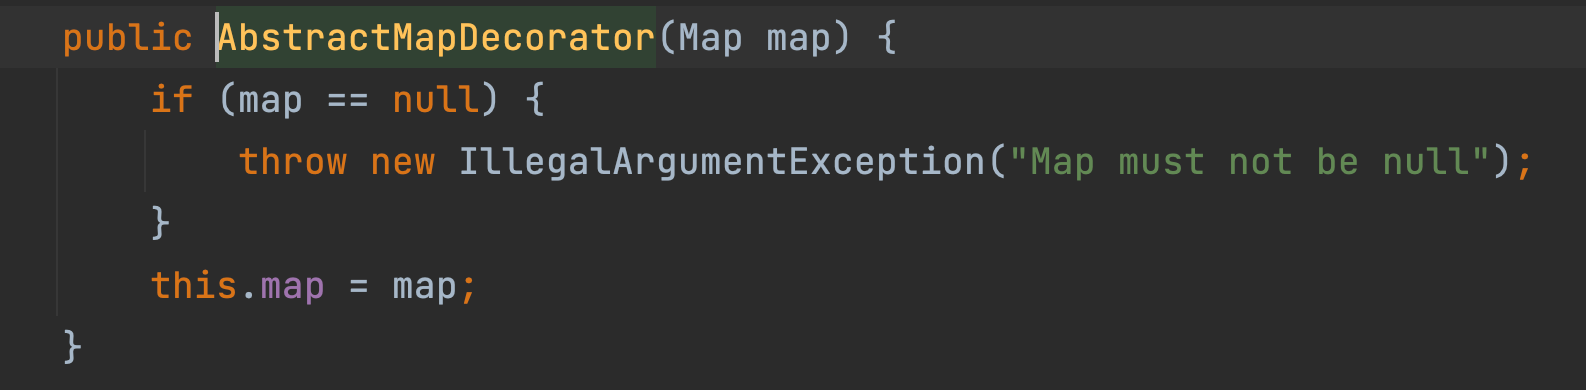 public AbstractMapDecorator(Map map) {
if (map == null) {
throw new IllegalArgumentException("Map must not be null");
}
this.map = map;
}